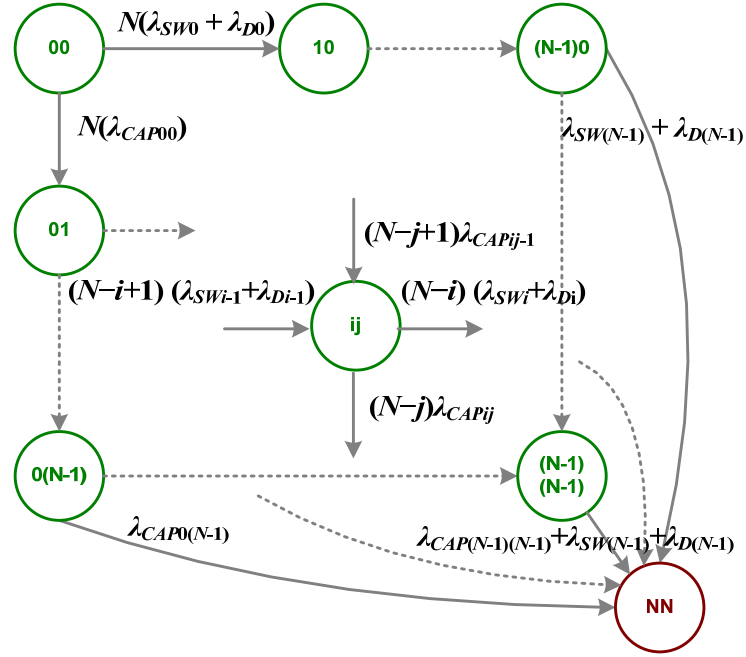 N(λSW0 + λD0)
00
10
(N-1)0
N(λCAP00)
λSW(N-1) + λD(N-1)
01
(N−j+1)λCAPij-1
(N−i+1) (λSWi-1+λDi-1)
(N−i) (λSWi+λDi)
ij
(N−j)λCAPij
0(N-1)
(N-1)
(N-1)
λCAP0(N-1)
λCAP(N-1)(N-1)+λSW(N-1)+λD(N-1)
NN